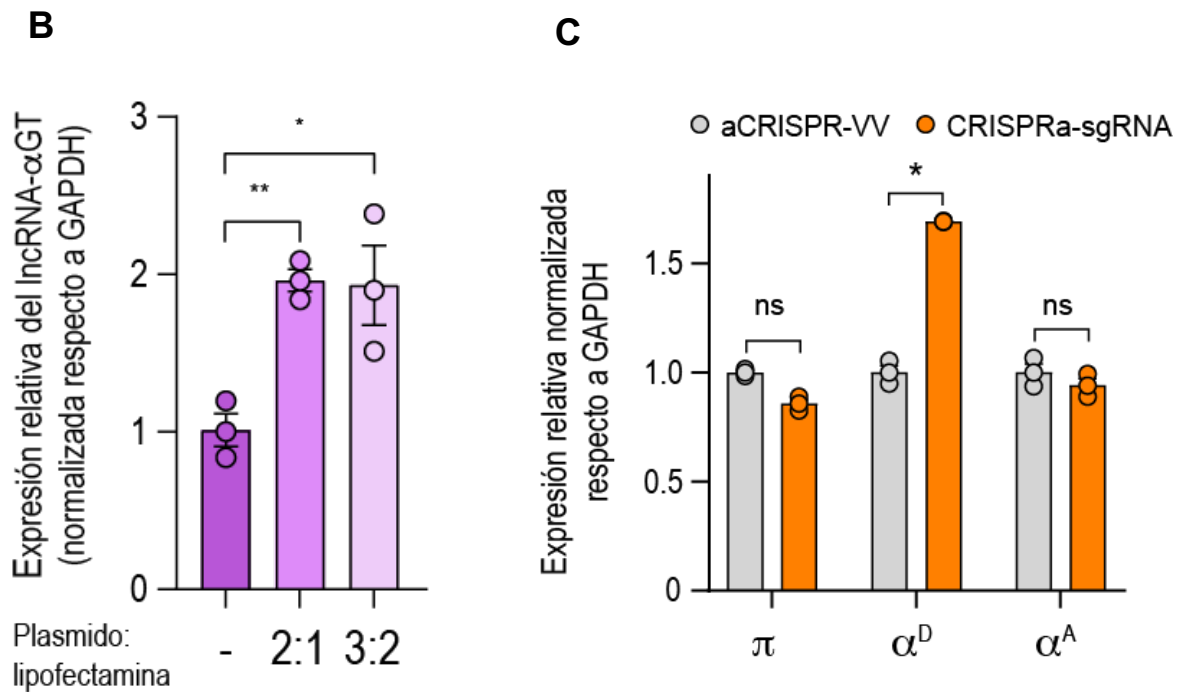 B
Expresión relativa del lncRNA-αGT
(normalizada respecto a GAPDH)
3
2
1
0
*
**
Plasmido:
lipofectamina
- 2:1 3:2
C
aCRISPR-VV CRISPRa-sgRNA
Expresión relativa normalizada
respecto a GAPDH
1.5
1.0
0.5
0
ns
*
ns
π αᴰ αᴬ